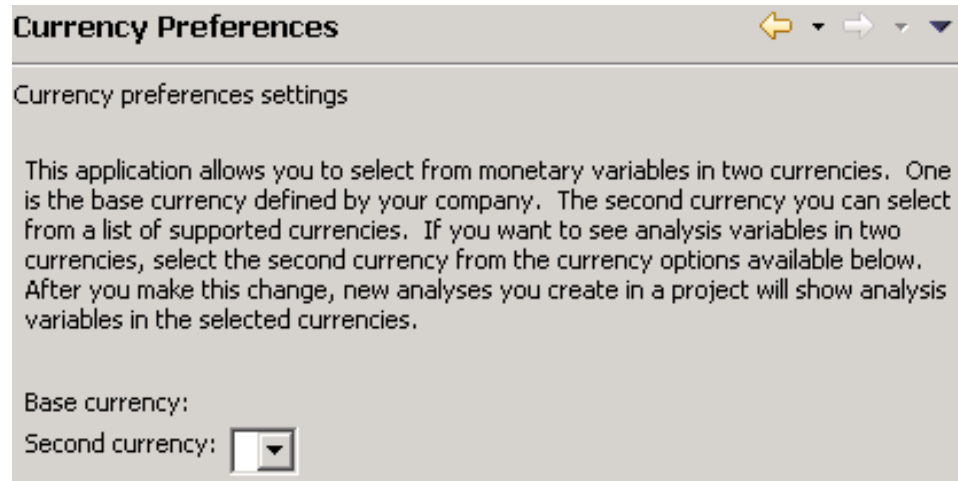 Currency Preferences
Currency preferences settings
This application allows you to select from monetary variables in two currencies.  One
is the base currency defined by your company.  The second currency you can select
from a list of supported currencies.  If you want to see analysis variables in two
currencies, select the second currency from the currency options available below.
After you make this change, new analyses you create in a project will show analysis
variables in the selected currencies.
Base currency:
Second currency: